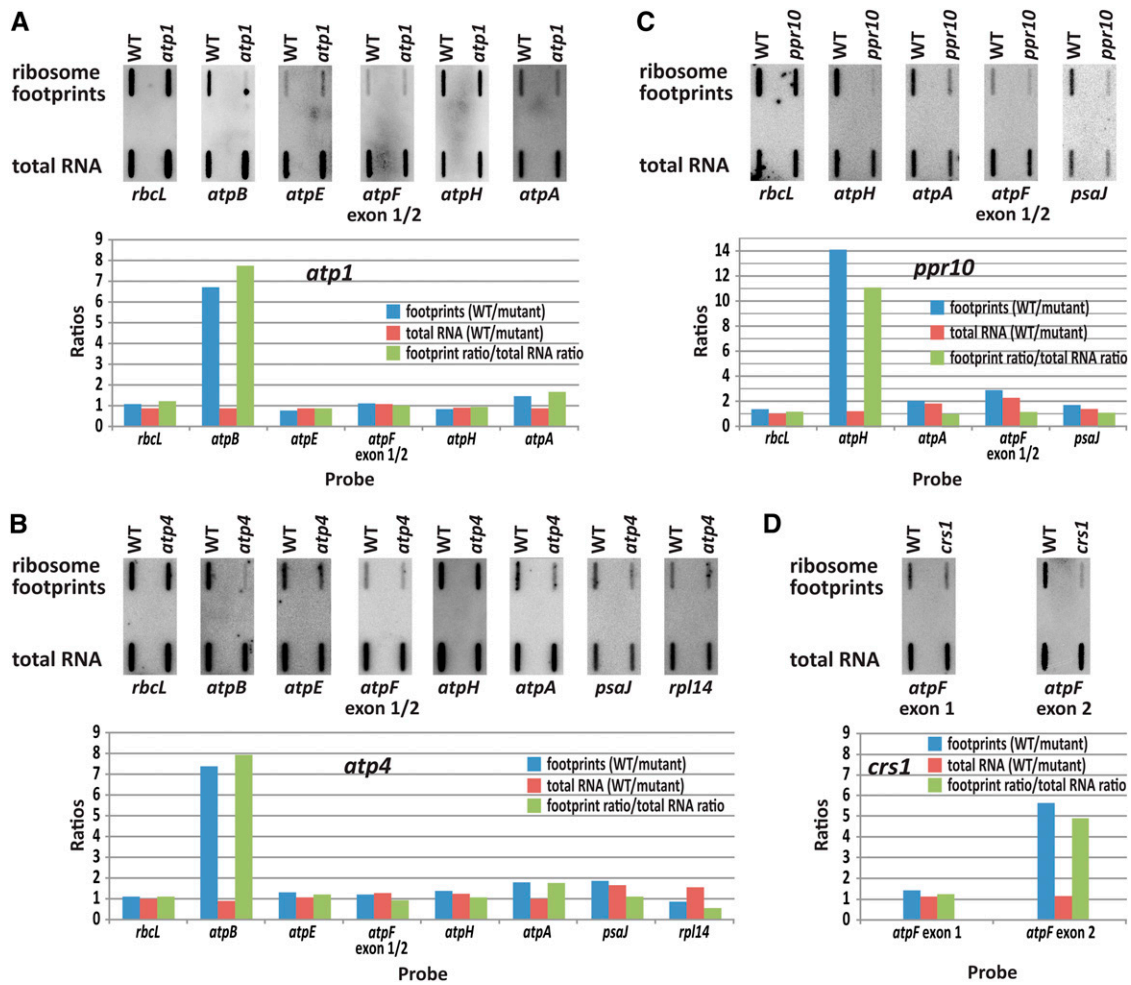 A
WT atp1 WT atp1 WT atp1 WT atp1 WT atp1 WT atp1
ribosome
footprints
total RNA
rbcL atpB atpE atpF atpH atpA
exon 1/2
9
8
7
6
5
4
3
2
1
0
Ratios
atp1
footprints (WT/mutant)
total RNA (WT/mutant)
footprint ratio/total RNA ratio
rbcL atpB atpE atpF atpH atpA
exon 1/2
Probe
C
WT ppr10 WT ppr10 WT ppr10 WT ppr10 WT ppr10
ribosome
footprints
total RNA
rbcL atpH atpA atpF psaJ
exon 1/2
14
12
10
8
6
4
2
0
Ratios
ppr10
footprints (WT/mutant)
total RNA (WT/mutant)
footprint ratio/total RNA ratio
rbcL atpH atpA atpF psaJ
exon 1/2
Probe
B
WT atp4 WT atp4 WT atp4 WT atp4 WT atp4 WT atp4 WT atp4 WT atp4
ribosome
footprints
total RNA
rbcL atpB atpE atpF atpH atpA psaJ rpl14
exon 1/2
9
8
7
6
5
4
3
2
1
0
Ratios
atp4
footprints (WT/mutant)
total RNA (WT/mutant)
footprint ratio/total RNA ratio
rbcL atpB atpE atpF atpH atpA psaJ rpl14
exon 1/2
Probe
D
WT crs1 WT crs1
ribosome
footprints
total RNA
atpF atpF
exon 1 exon 2
9
8
7
6
5
4
3
2
1
0
Ratios
crs1
footprints (WT/mutant)
total RNA (WT/mutant)
footprint ratio/total RNA ratio
atpF exon 1 atpF exon 2
Probe